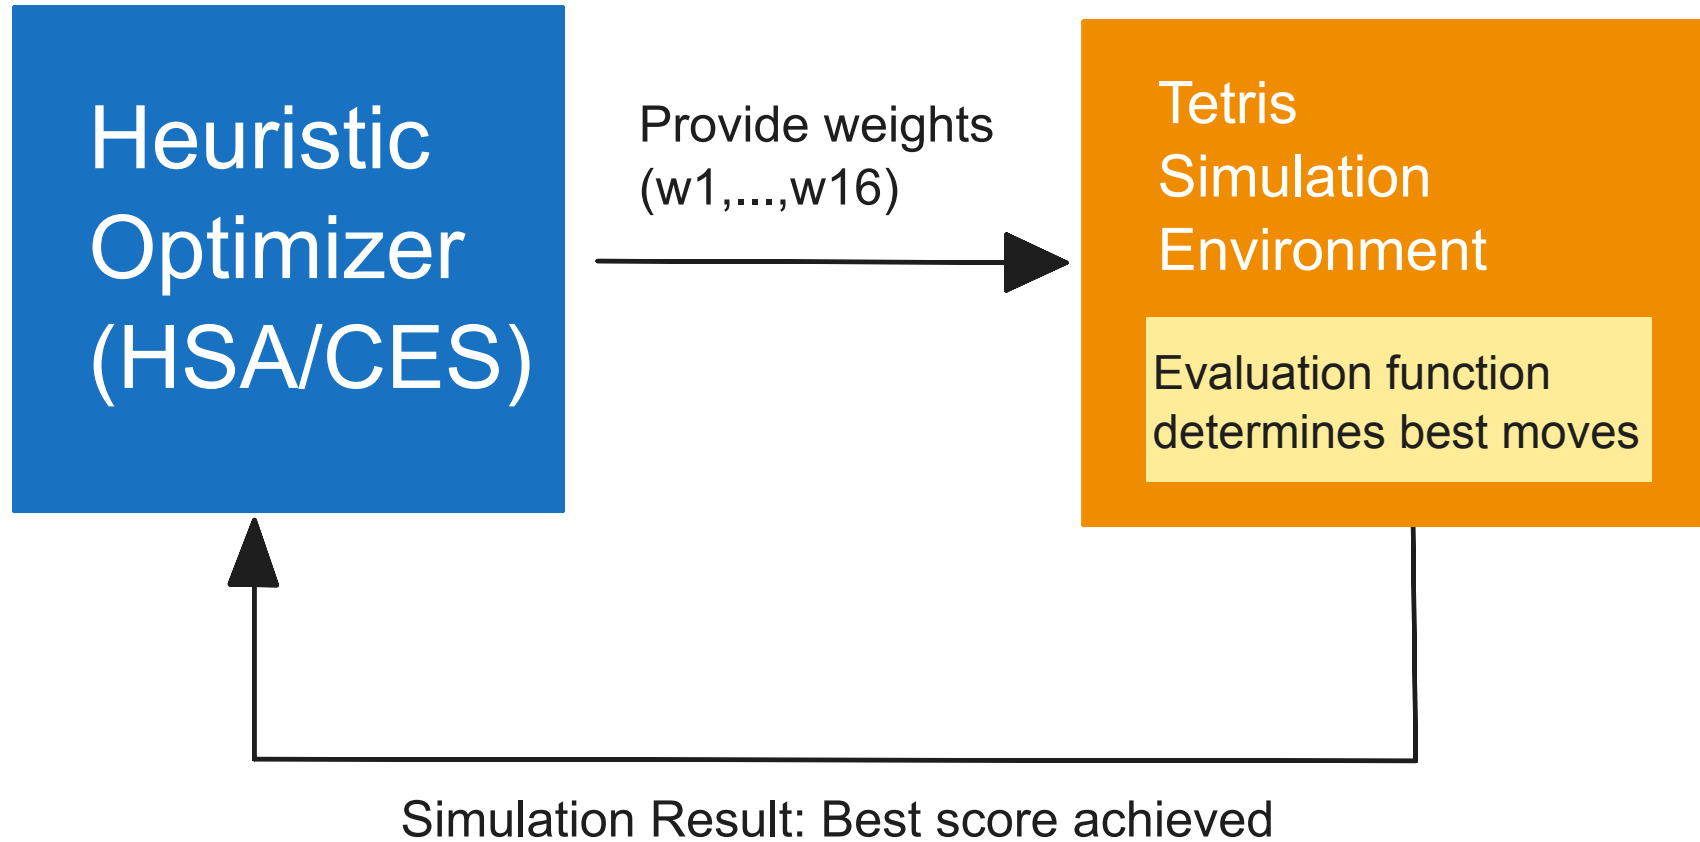 Heuristic
Optimizer
(HSA/CES)
Provide weights
(w1,...,w16)
Tetris
Simulation
Environment
Evaluation function
determines best moves
Simulation Result: Best score achieved